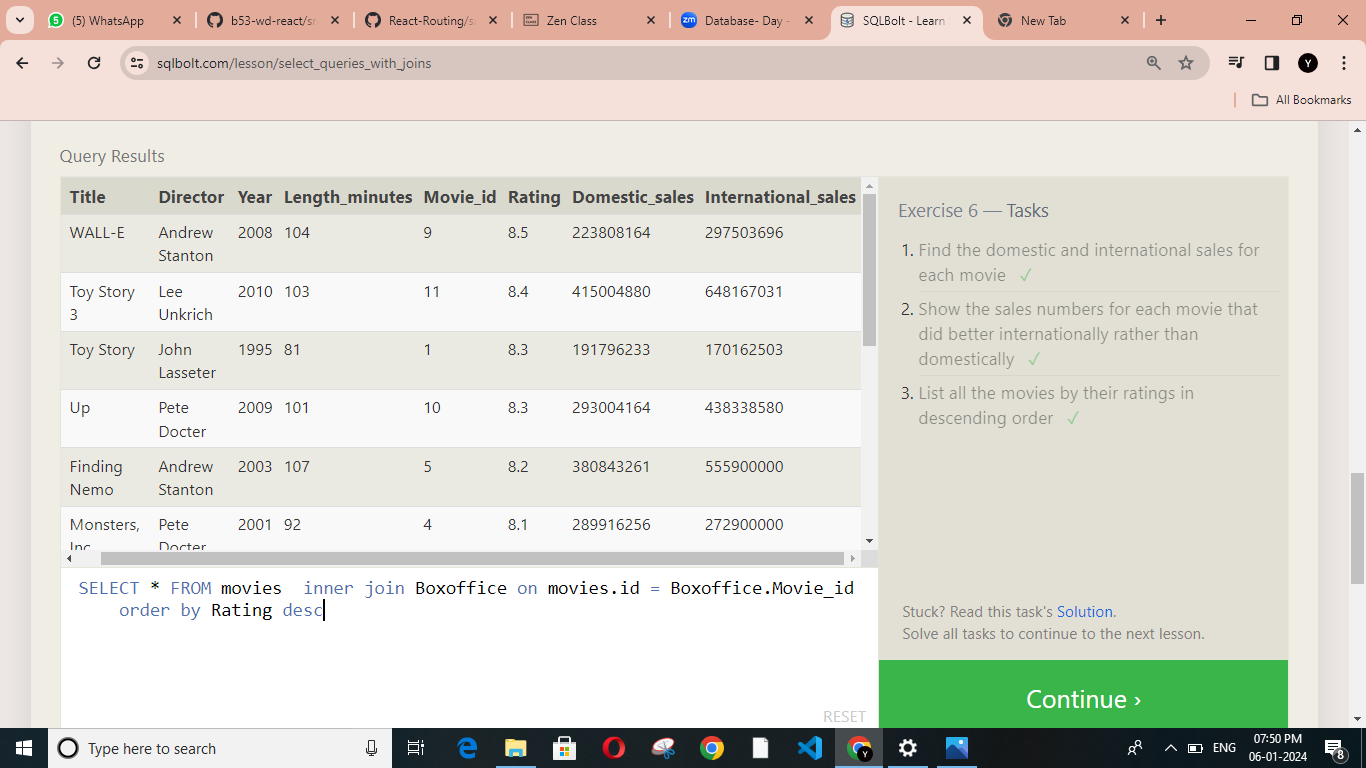 (5) WhatsApp
b53-wd-react/sr
React-Routing/s
Zen Class
Database- Day -
SQLBolt - Learn
New Tab
sqlbolt.com/lesson/select_queries_with_joins
Y
All Bookmarks
Query Results
Title Director Year Length_minutes Movie_id Rating Domestic_sales International_sales
WALL-E Andrew 2008 104 9 8.5 223808164 297503696
Stanton
Toy Story Lee 2010 103 11 8.4 415004880 648167031
3 Unkrich
Toy Story John 1995 81 1 8.3 191796233 170162503
Lasseter
Up Pete 2009 101 10 8.3 293004164 438338580
Docter
Finding Andrew 2003 107 5 8.2 380843261 555900000
Nemo Stanton
Monsters, Pete 2001 92 4 8.1 289916256 272900000
Inc. Docter
SELECT * FROM movies  inner join Boxoffice on movies.id = Boxoffice.Movie_id
order by Rating desc
RESET
Exercise 6 — Tasks
1. Find the domestic and international sales for
each movie ✓
2. Show the sales numbers for each movie that
did better internationally rather than
domestically ✓
3. List all the movies by their ratings in
descending order ✓
Stuck? Read this task's Solution.
Solve all tasks to continue to the next lesson.
Continue ›
Type here to search
ENG
07:50 PM
06-01-2024
8